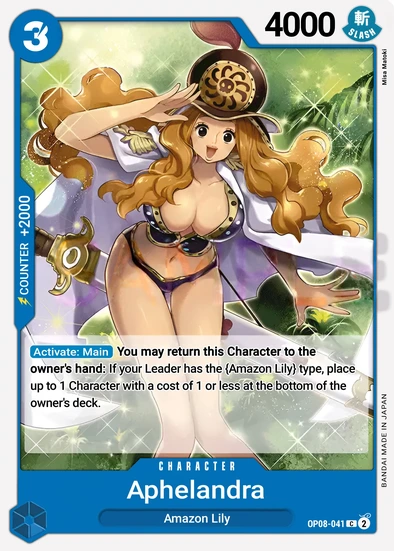 3
4000
斬
SLASH
Misa Matoki
COUNTER +2000
Activate: Main You may return this Character to the
owner's hand: If your Leader has the {Amazon Lily} type, place
up to 1 Character with a cost of 1 or less at the bottom of the
owner's deck.
BANDAI MADE IN JAPAN
CHARACTER
Aphelandra
Amazon Lily
OP08-041 C 2